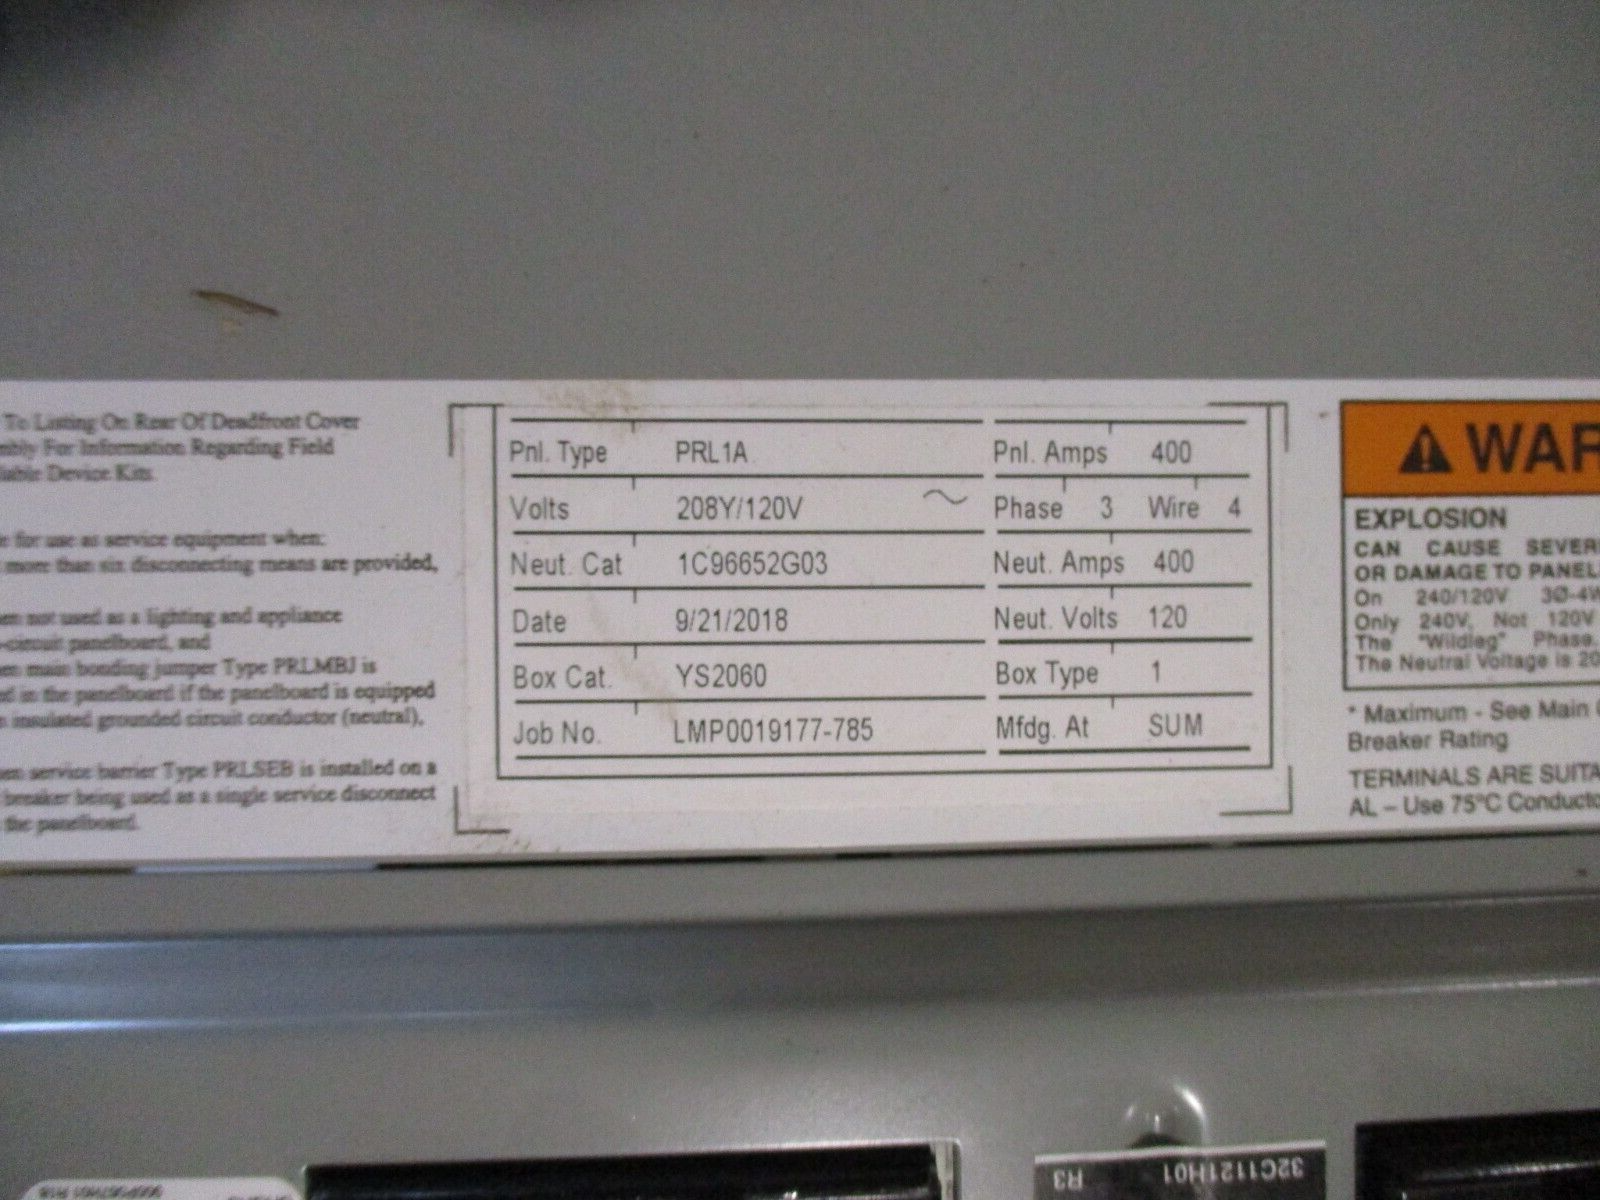 To Listing On Rear Of Deadfront Cover
For Information Regarding Field
Device Kits.
for use as service equipment when:
more than six disconnecting means are provided,
not used as a lighting and appliance
-circuit panelboard, and
main bonding jumper Type PRLMBJ is
in the panelboard if the panelboard is equipped
insulated grounded circuit conductor (neutral),
service barrier Type PRLSEB is installed on a
breaker being used as a single service disconnect
the panelboard.
Pnl. Type PRL1A Pnl. Amps 400
Volts 208Y/120V ~ Phase 3 Wire 4
Neut. Cat 1C96652G03 Neut. Amps 400
Date 9/21/2018 Neut. Volts 120
Box Cat. YS2060 Box Type 1
Job No. LMP0019177-785 Mfdg. At SUM
⚠ WAR
EXPLOSION
CAN CAUSE SEVER
OR DAMAGE TO PANEL
On 240/120V 3Ø-4W
Only 240V, Not 120V
The "Wildleg" Phase.
The Neutral Voltage is 20
* Maximum - See Main
Breaker Rating
TERMINALS ARE SUITA
AL – Use 75°C Conducto
32C1121H01
R3